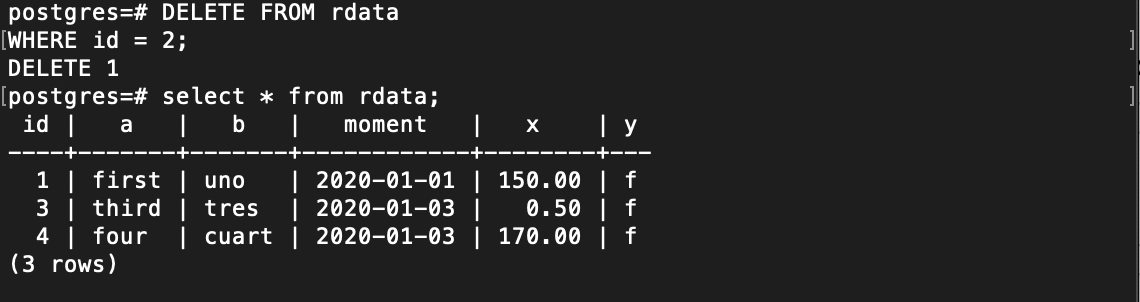 postgres=# DELETE FROM rdata
[WHERE id = 2;                                                                  ]
DELETE 1
[postgres=# select * from rdata;                                                ]
 id |   a   |   b   |   moment   |   x    | y
----+-------+-------+------------+--------+---
  1 | first | uno   | 2020-01-01 | 150.00 | f
  3 | third | tres  | 2020-01-03 |   0.50 | f
  4 | four  | cuart | 2020-01-03 | 170.00 | f
(3 rows)